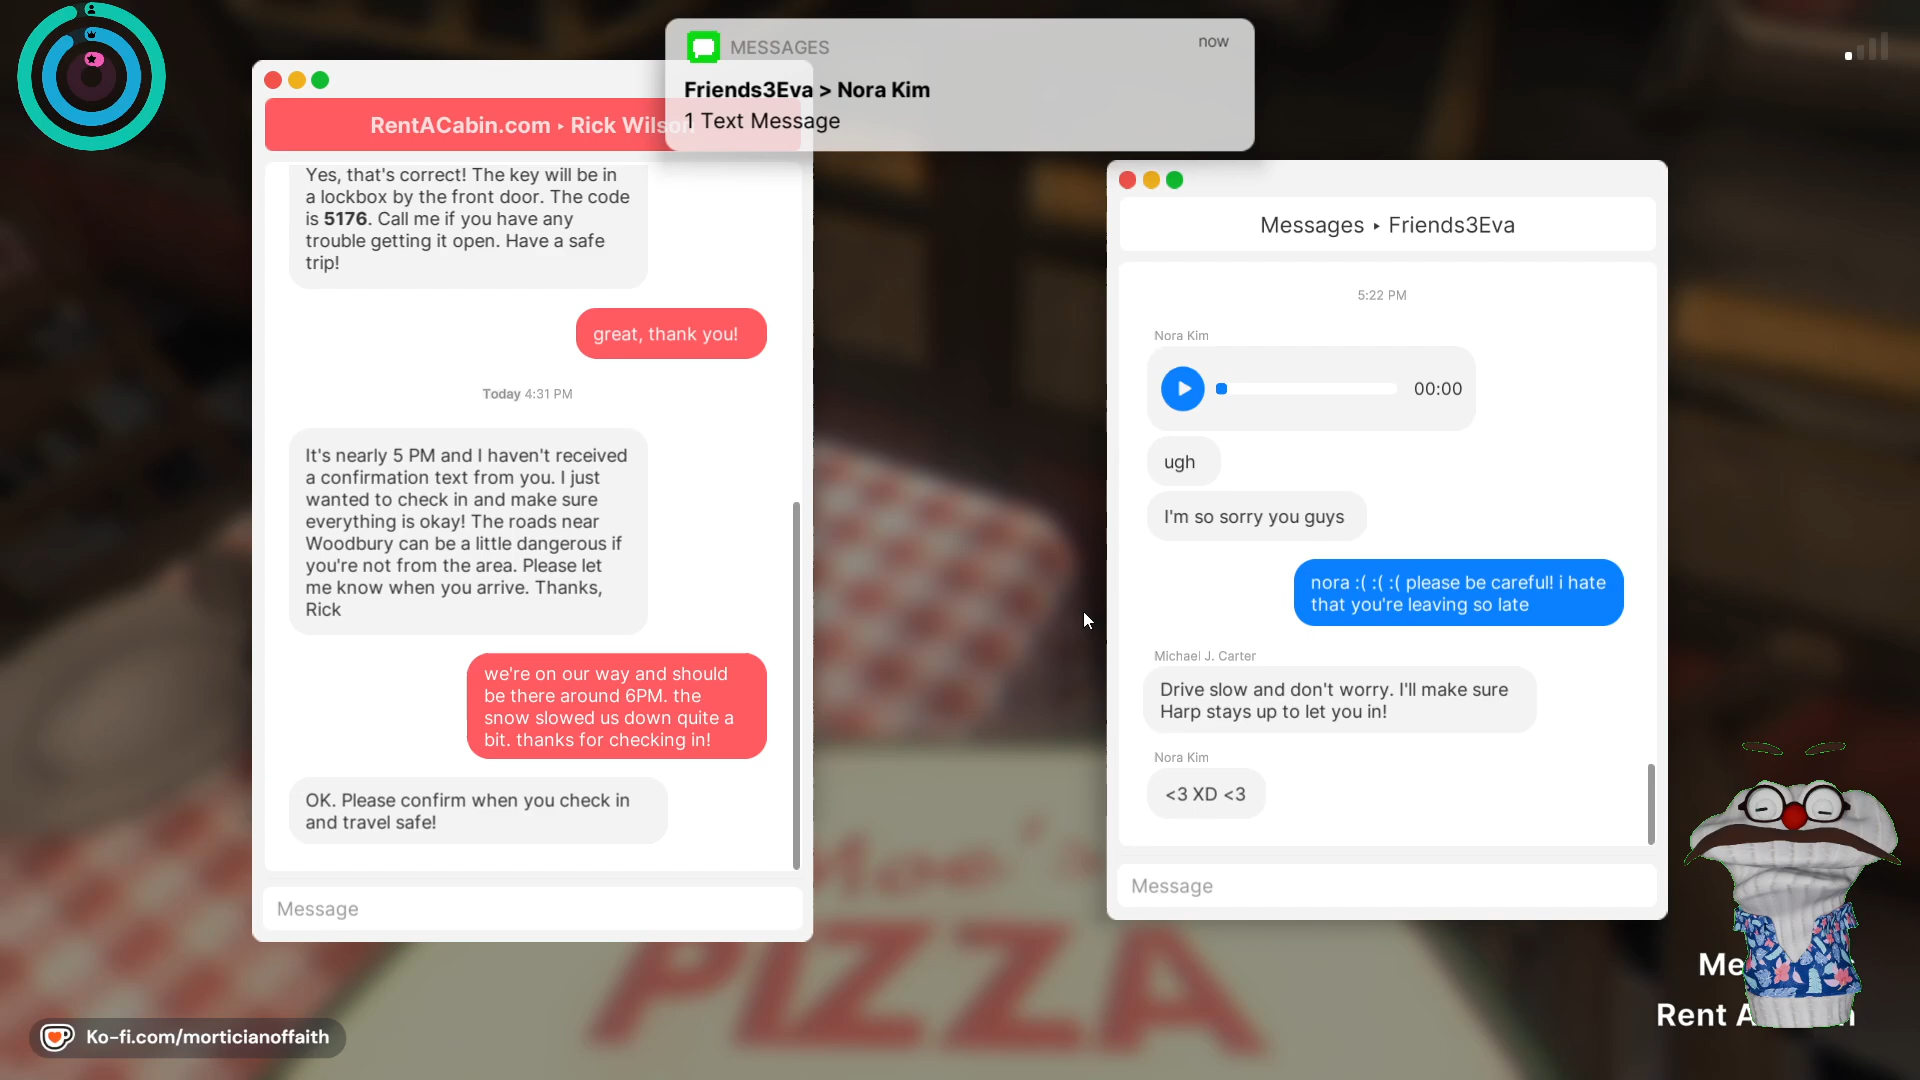 MESSAGES
now
Friends3Eva > Nora Kim
1 Text Message
RentACabin.com ▸ Rick Wilson
Yes, that's correct! The key will be in
a lockbox by the front door. The code
is 5176. Call me if you have any
trouble getting it open. Have a safe
trip!
great, thank you!
Today 4:31 PM
It's nearly 5 PM and I haven't received
a confirmation text from you. I just
wanted to check in and make sure
everything is okay! The roads near
Woodbury can be a little dangerous if
you're not from the area. Please let
me know when you arrive. Thanks,
Rick
we're on our way and should
be there around 6PM. the
snow slowed us down quite a
bit. thanks for checking in!
OK. Please confirm when you check in
and travel safe!
Message
Messages ▸ Friends3Eva
5:22 PM
Nora Kim
00:00
ugh
I'm so sorry you guys
nora :( :( :( please be careful! i hate
that you're leaving so late
Michael J. Carter
Drive slow and don't worry. I'll make sure
Harp stays up to let you in!
Nora Kim
<3 XD <3
Message
Moe's
PIZZA
Rent
Ko-fi.com/morticianoffaith